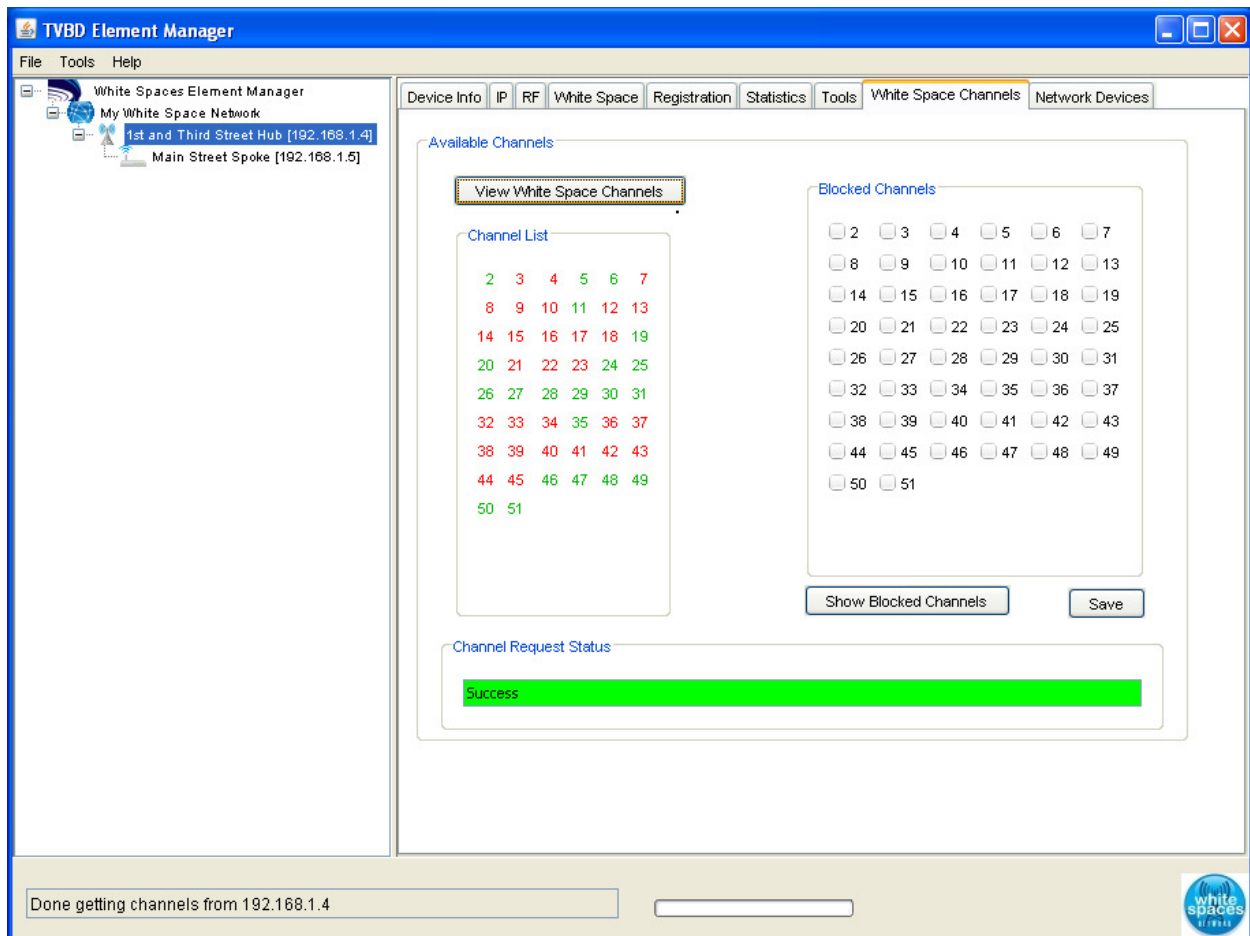 TVBD Element Manager
File Tools Help
White Spaces Element Manager
My White Space Network
1st and Third Street Hub [192.168.1.4]
Main Street Spoke [192.168.1.5]
Device Info IP RF White Space Registration Statistics Tools White Space Channels Network Devices
Available Channels
View White Space Channels
Channel List
2 3 4 5 6 7
8 9 10 11 12 13
14 15 16 17 18 19
20 21 22 23 24 25
26 27 28 29 30 31
32 33 34 35 36 37
38 39 40 41 42 43
44 45 46 47 48 49
50 51
Blocked Channels
2 3 4 5 6 7
8 9 10 11 12 13
14 15 16 17 18 19
20 21 22 23 24 25
26 27 28 29 30 31
32 33 34 35 36 37
38 39 40 41 42 43
44 45 46 47 48 49
50 51
Show Blocked Channels
Save
Channel Request Status
Success
Done getting channels from 192.168.1.4
white
spaces
NETWORK